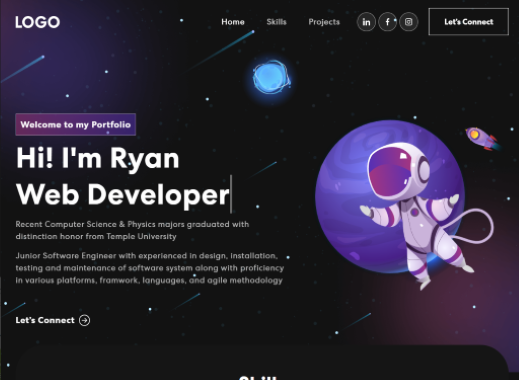 LOGO
Home Skills Projects
Let's Connect
Welcome to my Portfolio
Hi! I'm Ryan
Web Developer
Recent Computer Science & Physics majors graduated with
distinction honor from Temple University
Junior Software Engineer with experienced in design, installation,
testing and maintenance of software system along with proficiency
in various platforms, framwork, languages, and agile methodology
Let's Connect